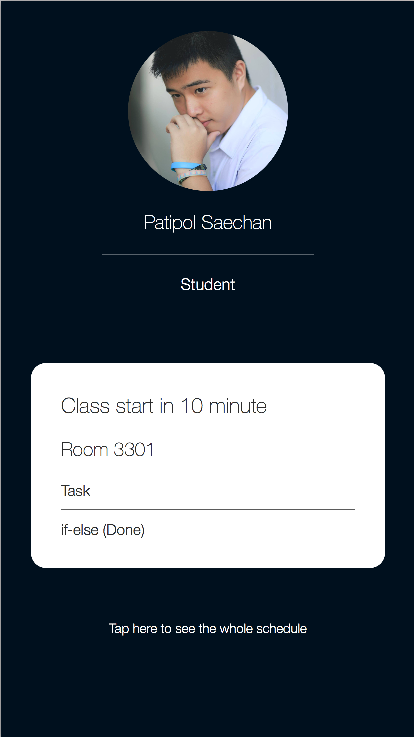 Patipol Saechan
Student
Class start in 10 minute
Room 3301
Task
if-else (Done)
Tap here to see the whole schedule